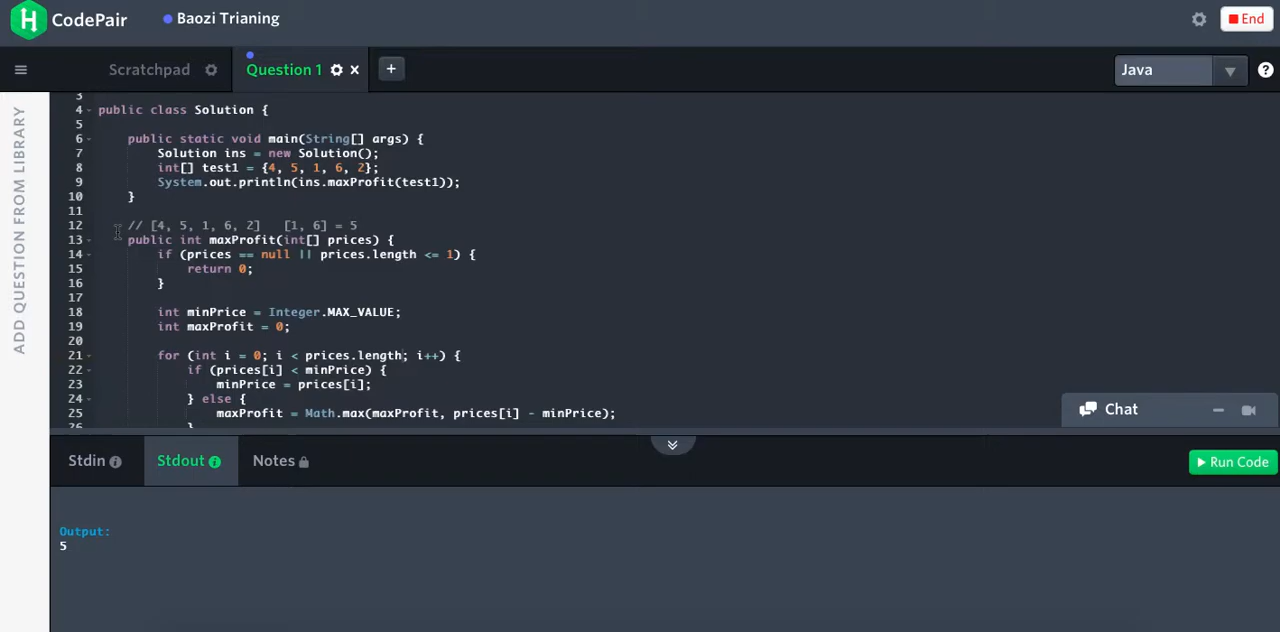 H CodePair Baozi Trianing End
Scratchpad Question 1 x + Java ?
ADD QUESTION FROM LIBRARY
3
4 public class Solution {
5
6 public static void main(String[] args) {
7 Solution ins = new Solution();
8 int[] test1 = {4, 5, 1, 6, 2};
9 System.out.println(ins.maxProfit(test1));
10 }
11
12 // [4, 5, 1, 6, 2] [1, 6] = 5
13 public int maxProfit(int[] prices) {
14 if (prices == null || prices.length <= 1) {
15 return 0;
16 }
17
18 int minPrice = Integer.MAX_VALUE;
19 int maxProfit = 0;
20
21 for (int i = 0; i < prices.length; i++) {
22 if (prices[i] < minPrice) {
23 minPrice = prices[i];
24 } else {
25 maxProfit = Math.max(maxProfit, prices[i] - minPrice);
26 }
Chat
Stdin Stdout Notes Run Code
Output:
5